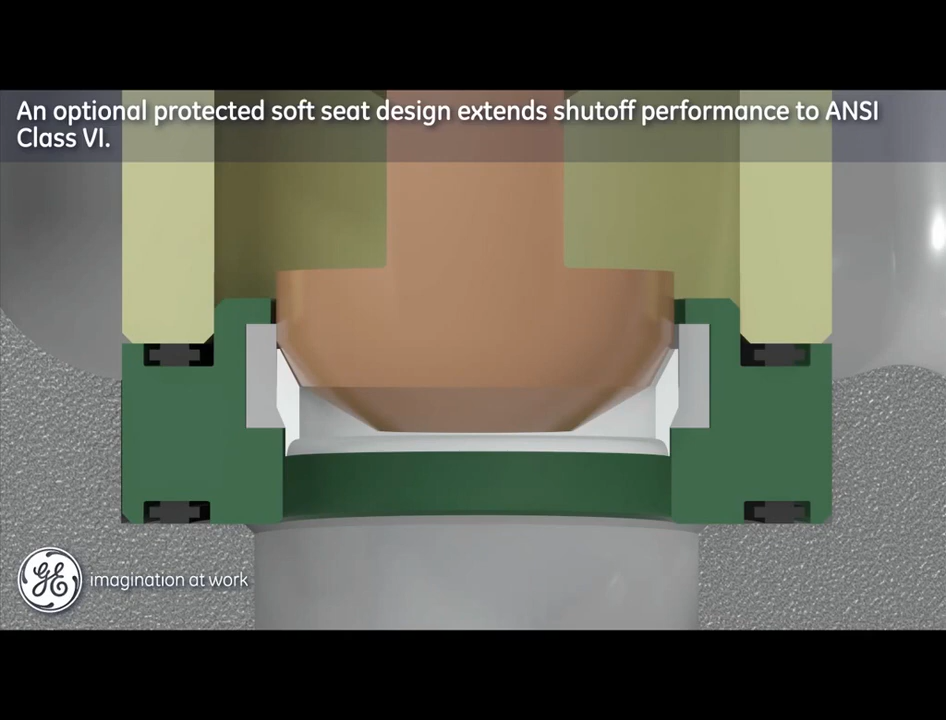 An optional protected soft seat design extends shutoff performance to ANSI
Class VI.
GE
imagination at work